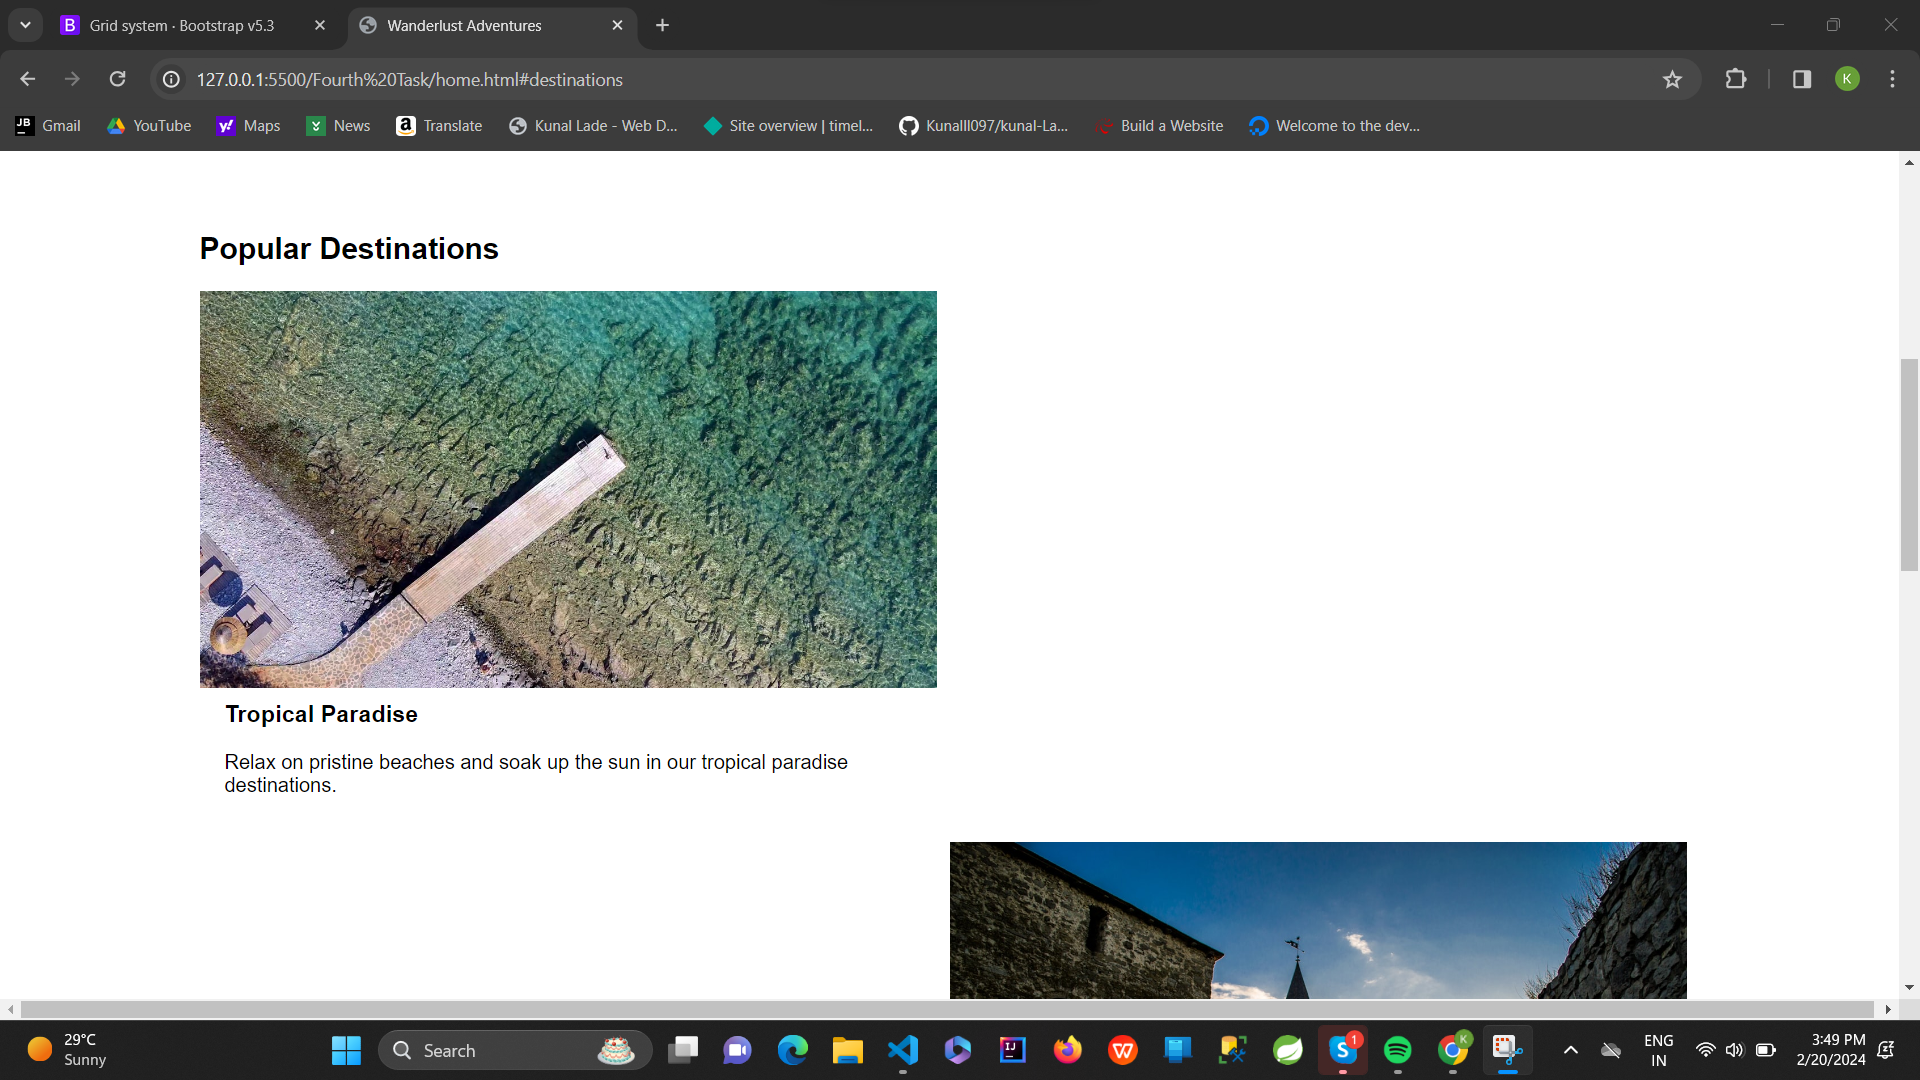 Grid system · Bootstrap v5.3
Wanderlust Adventures
127.0.0.1:5500/Fourth%20Task/home.html#destinations
K
JB Gmail
YouTube
y! Maps
News
a Translate
Kunal Lade - Web D...
Site overview | timel...
Kunalll097/kunal-La...
Build a Website
Welcome to the dev...
Popular Destinations
Tropical Paradise
Relax on pristine beaches and soak up the sun in our tropical paradise
destinations.
29°C
Sunny
Search
1
K
ENG
IN
3:49 PM
2/20/2024